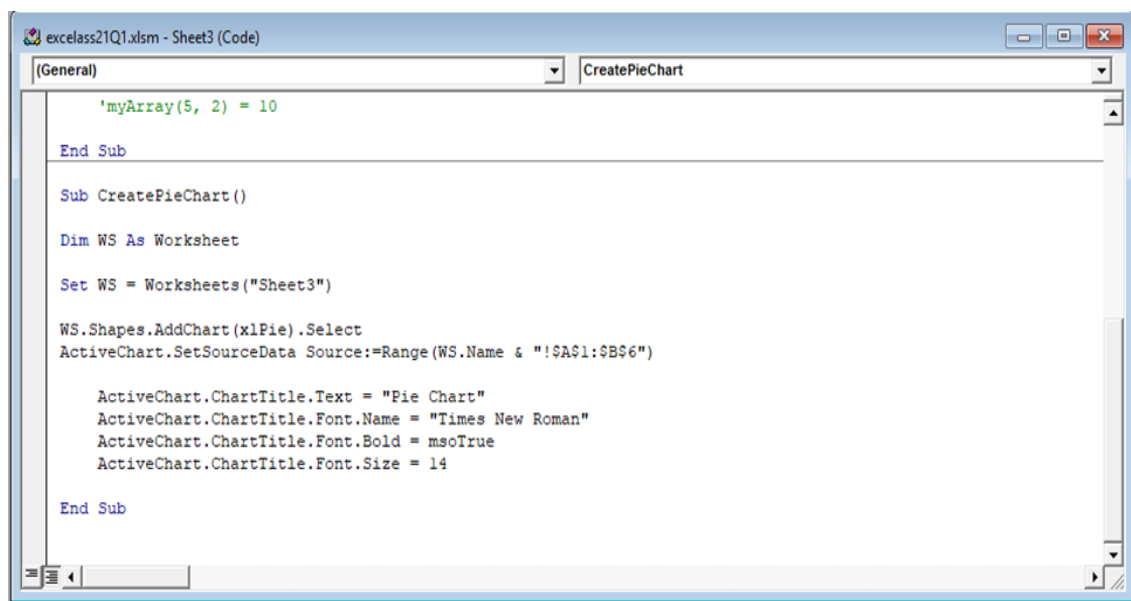 excelass21Q1.xlsm - Sheet3 (Code)
(General) CreatePieChart
'myArray(5, 2) = 10
End Sub
Sub CreatePieChart()
Dim WS As Worksheet
Set WS = Worksheets("Sheet3")
WS.Shapes.AddChart(xlPie).Select
ActiveChart.SetSourceData Source:=Range(WS.Name & "!$A$1:$B$6")
ActiveChart.ChartTitle.Text = "Pie Chart"
ActiveChart.ChartTitle.Font.Name = "Times New Roman"
ActiveChart.ChartTitle.Font.Bold = msoTrue
ActiveChart.ChartTitle.Font.Size = 14
End Sub